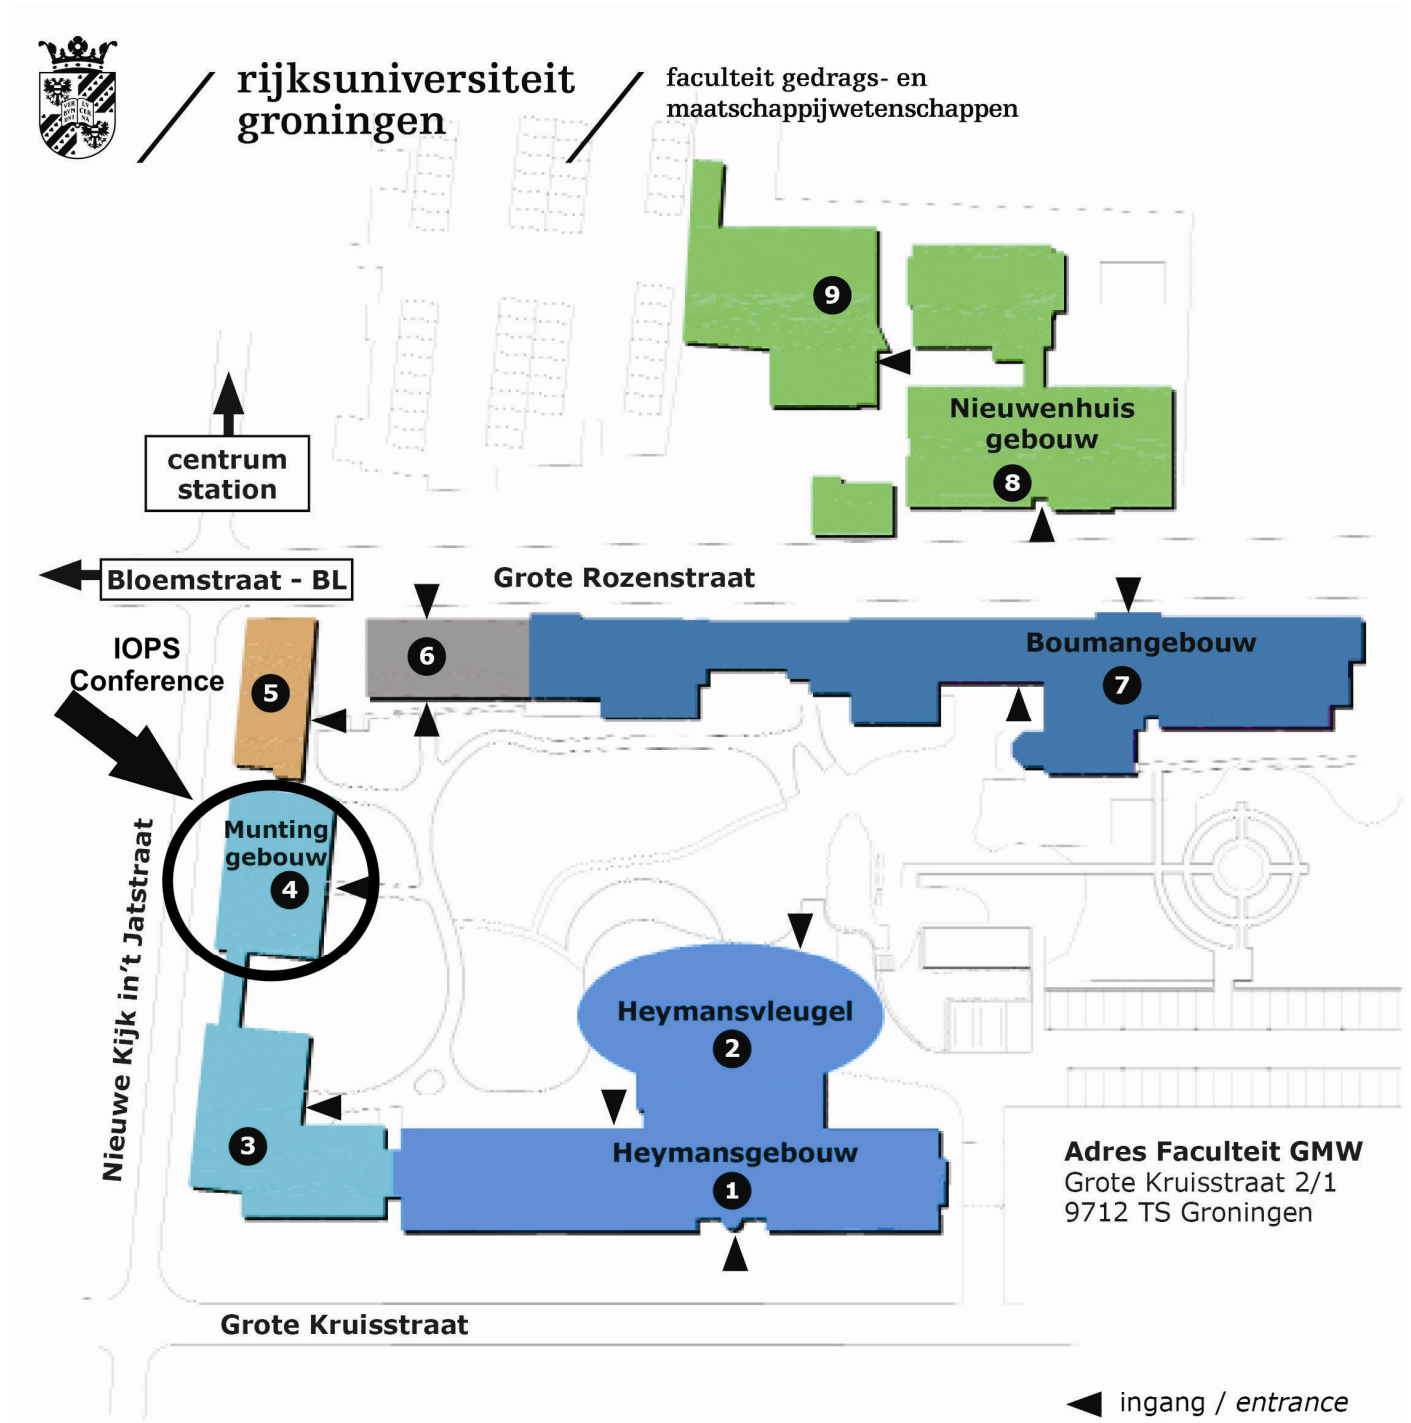 rijksuniversiteit
groningen
faculteit gedrags- en
maatschappijwetenschappen
9
Nieuwenhuis
gebouw
8
centrum
station
Bloemstraat - BL
Grote Rozenstraat
IOPS
Conference
5
6
Boumangebouw
7
Munting
gebouw
4
Nieuwe Kijk in't Jatstraat
Heymansvleugel
2
3
Heymansgebouw
1
Adres Faculteit GMW
Grote Kruisstraat 2/1
9712 TS Groningen
Grote Kruisstraat
ingang / entrance